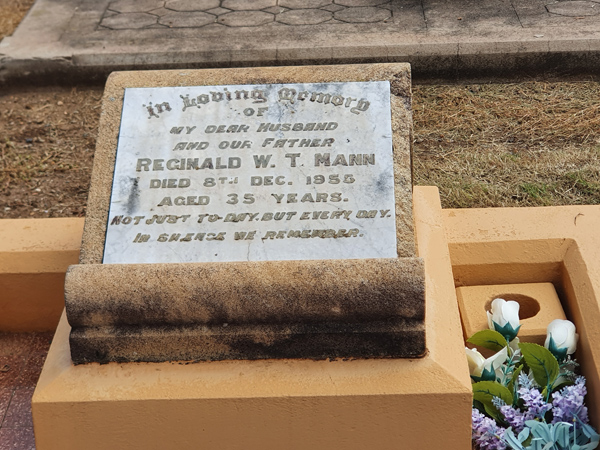 In Loving Memory
OF
MY DEAR HUSBAND
AND OUR FATHER
REGINALD W. T. MANN
DIED 8TH DEC. 1956
AGED 35 YEARS.
NOT JUST TO-DAY, BUT EVERY DAY,
IN SILENCE WE REMEMBER.